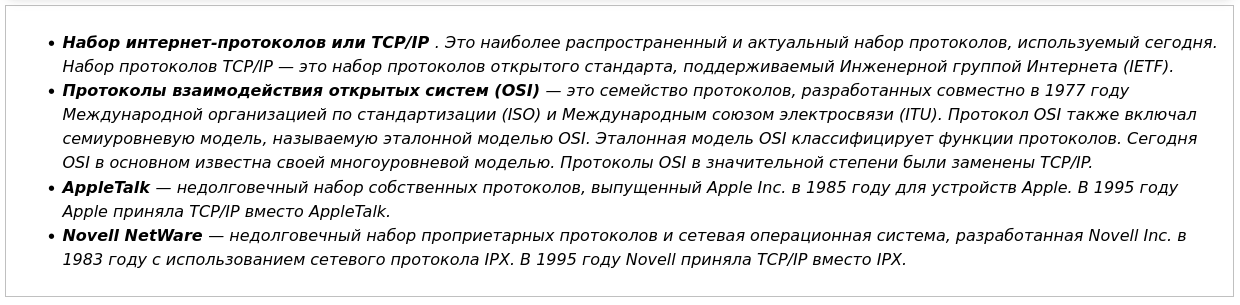 • Набор интернет-протоколов или TCP/IP . Это наиболее распространенный и актуальный набор протоколов, используемый сегодня.
Набор протоколов TCP/IP — это набор протоколов открытого стандарта, поддерживаемый Инженерной группой Интернета (IETF).
• Протоколы взаимодействия открытых систем (OSI) — это семейство протоколов, разработанных совместно в 1977 году
Международной организацией по стандартизации (ISO) и Международным союзом электросвязи (ITU). Протокол OSI также включал
семиуровневую модель, называемую эталонной моделью OSI. Эталонная модель OSI классифицирует функции протоколов. Сегодня
OSI в основном известна своей многоуровневой моделью. Протоколы OSI в значительной степени были заменены TCP/IP.
• AppleTalk — недолговечный набор собственных протоколов, выпущенный Apple Inc. в 1985 году для устройств Apple. В 1995 году
Apple приняла TCP/IP вместо AppleTalk.
• Novell NetWare — недолговечный набор проприетарных протоколов и сетевая операционная система, разработанная Novell Inc. в
1983 году с использованием сетевого протокола IPX. В 1995 году Novell приняла TCP/IP вместо IPX.